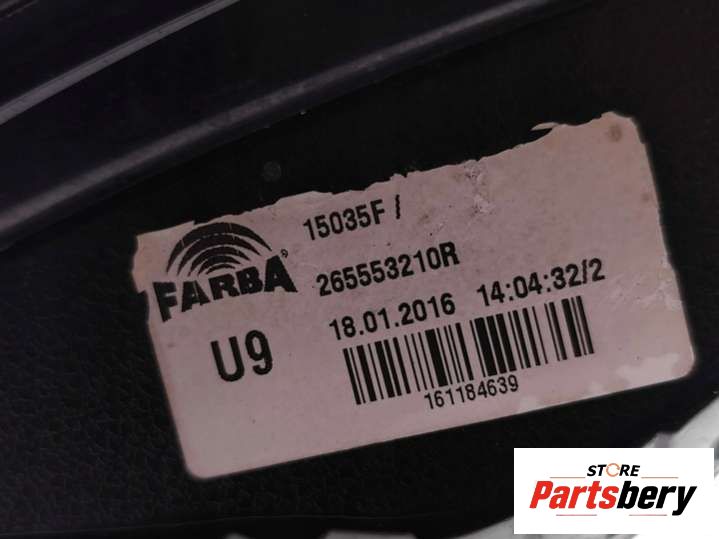 15035F /
FARBA®
265553210R
18.01.2016 14:04:32/2
U9
161184639
STORE
Partsbery